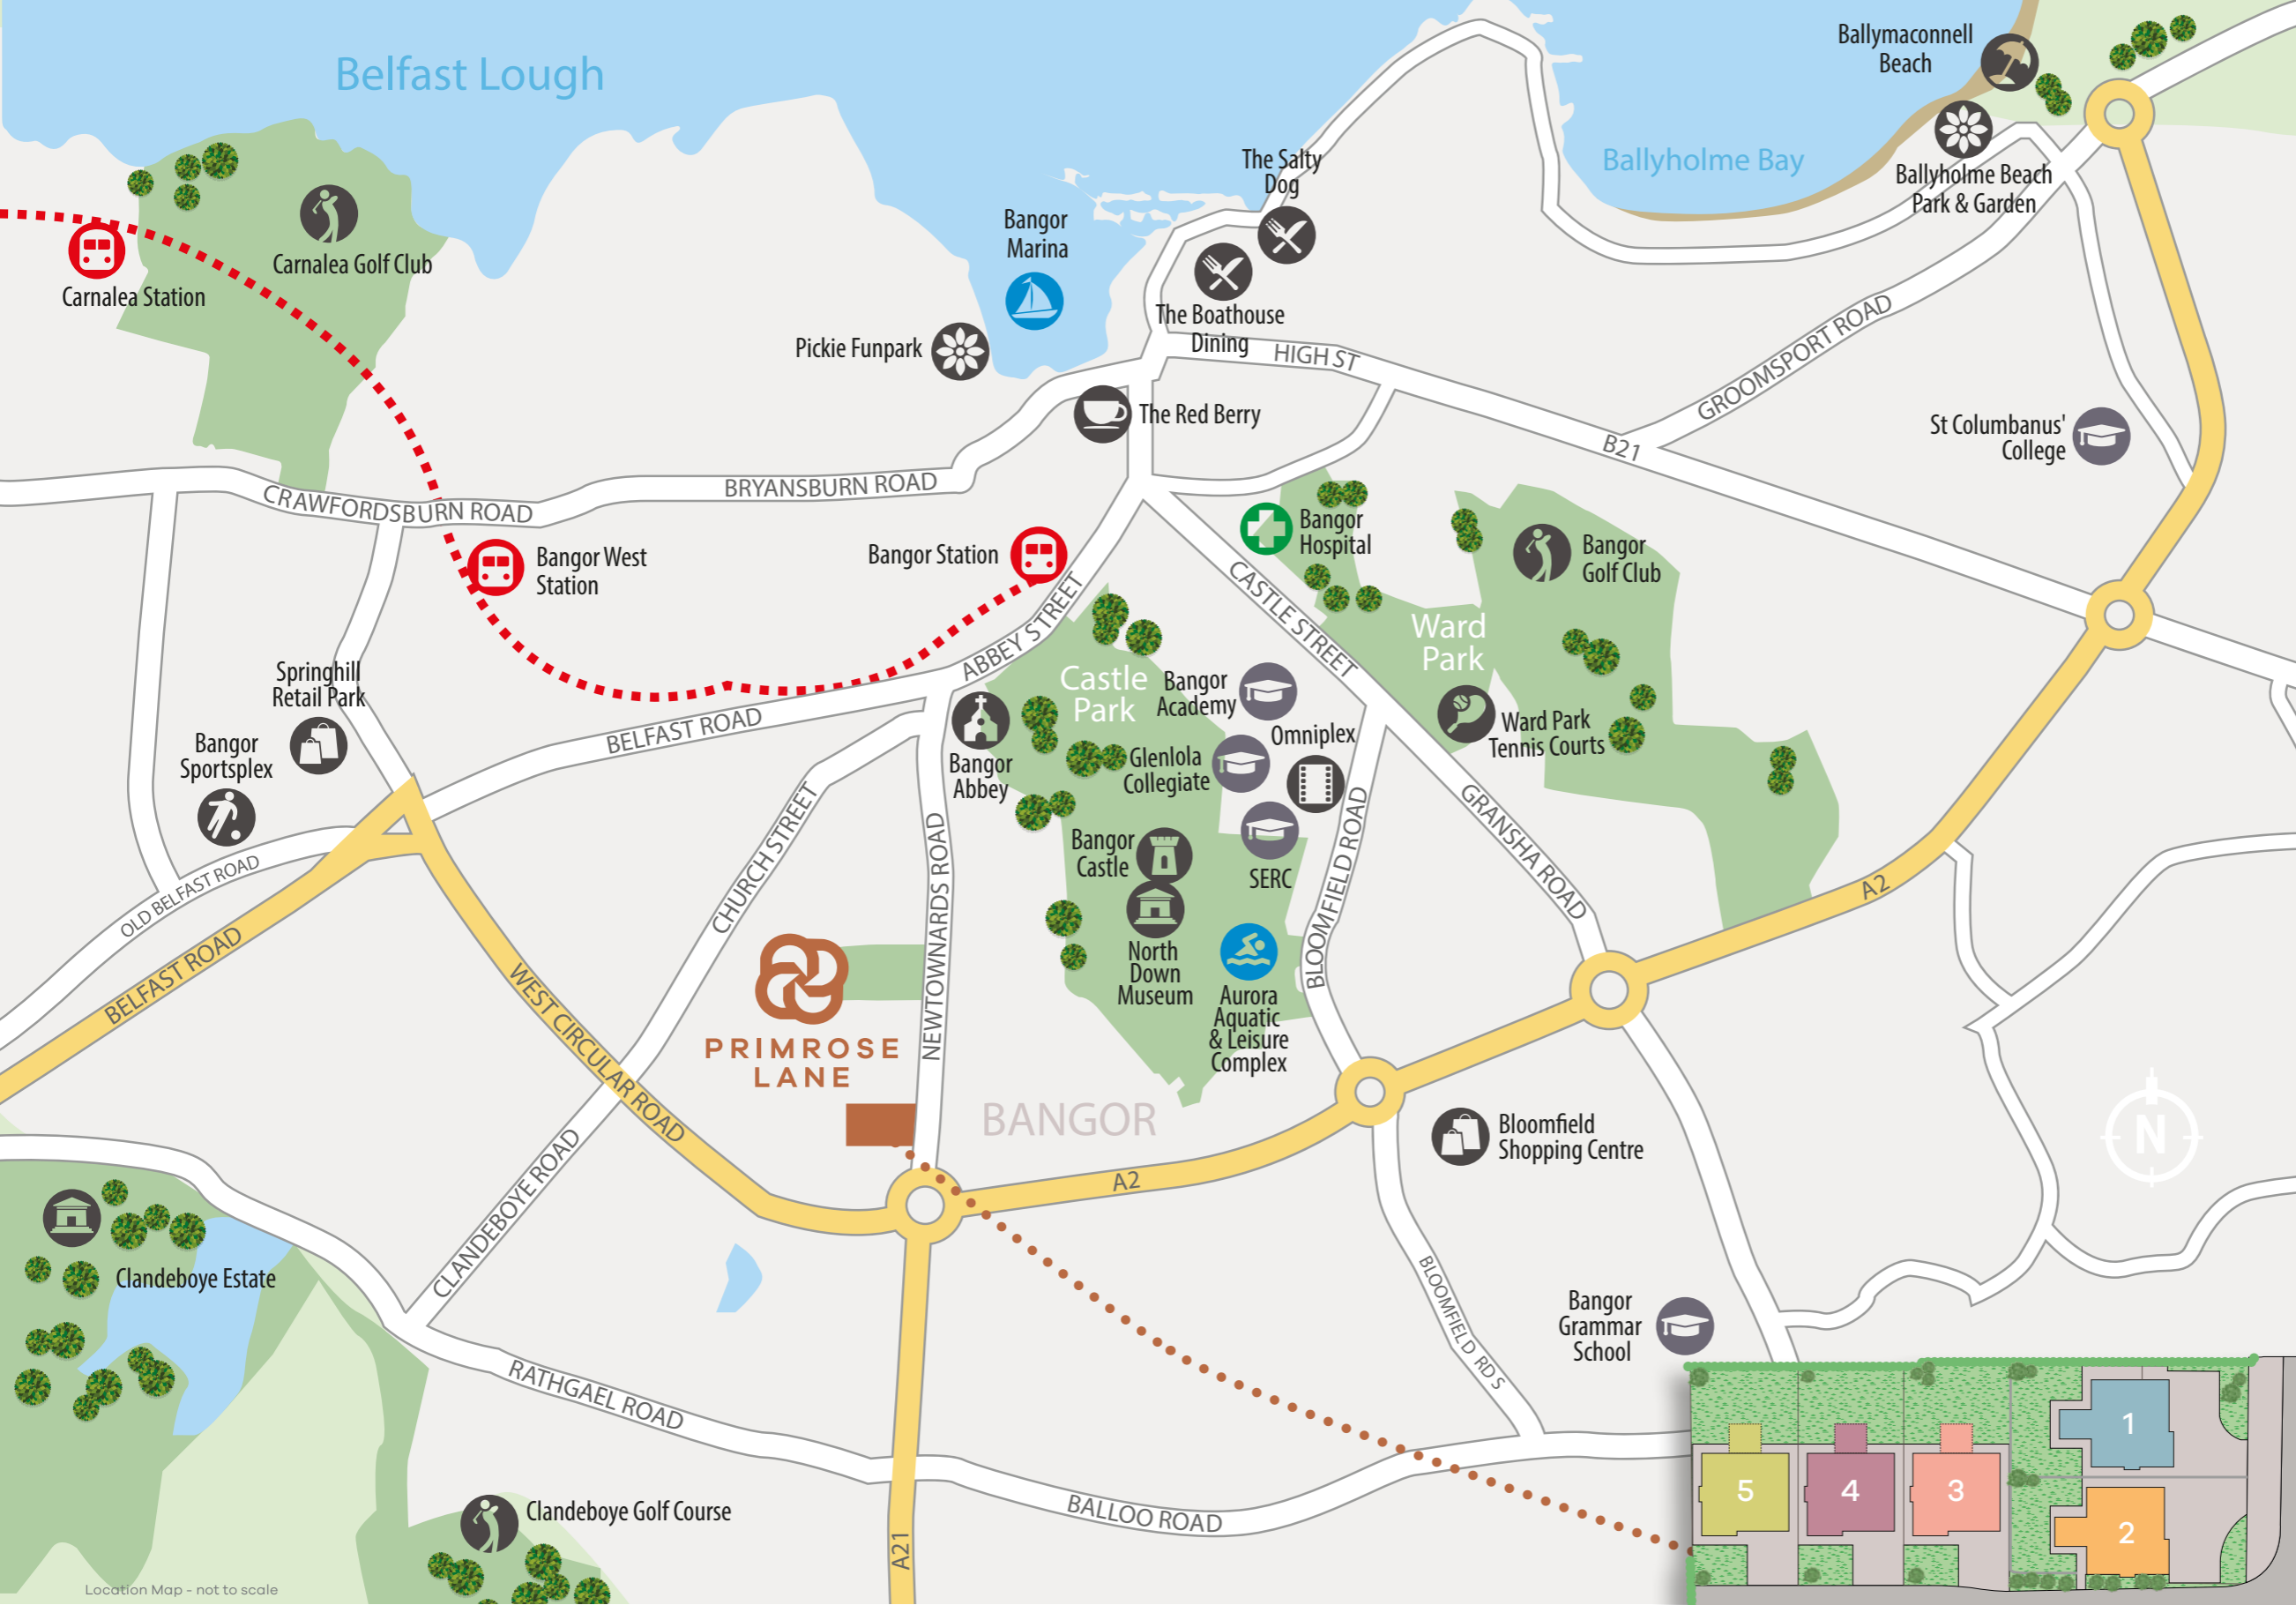 Belfast Lough
Ballymaconnell
Beach
Ballyholme Bay
Ballyholme Beach
Park & Garden
The Salty
Dog
Bangor
Marina
The Boathouse
Dining
Carnalea Golf Club
Carnalea Station
Pickie Funpark
HIGH ST
GROOMSPORT ROAD
The Red Berry
B21
St Columbanus'
College
CRAWFORDSBURN ROAD
BRYANSBURN ROAD
Bangor West
Station
Bangor Station
Bangor
Hospital
Bangor
Golf Club
ABBEY STREET
CASTLE STREET
Ward
Park
Castle
Park
Bangor
Academy
Springhill
Retail Park
BELFAST ROAD
Bangor
Sportsplex
Bangor
Abbey
Glenlola
Collegiate
Omniplex
Ward Park
Tennis Courts
Bangor
Castle
SERC
CHURCH STREET
NEWTOWNARDS ROAD
BLOOMFIELD ROAD
GRANSHA ROAD
A2
OLD BELFAST ROAD
BELFAST ROAD
WEST CIRCULAR ROAD
North
Down
Museum
Aurora
Aquatic
& Leisure
Complex
PRIMROSE
LANE
BANGOR
A2
Bloomfield
Shopping Centre
N
CLANDEBOYE ROAD
Clandeboye Estate
BLOOMFIELD RD S
Bangor
Grammar
School
RATHGAEL ROAD
BALLOO ROAD
A21
Clandeboye Golf Course
1
5
4
3
2
Location Map - not to scale